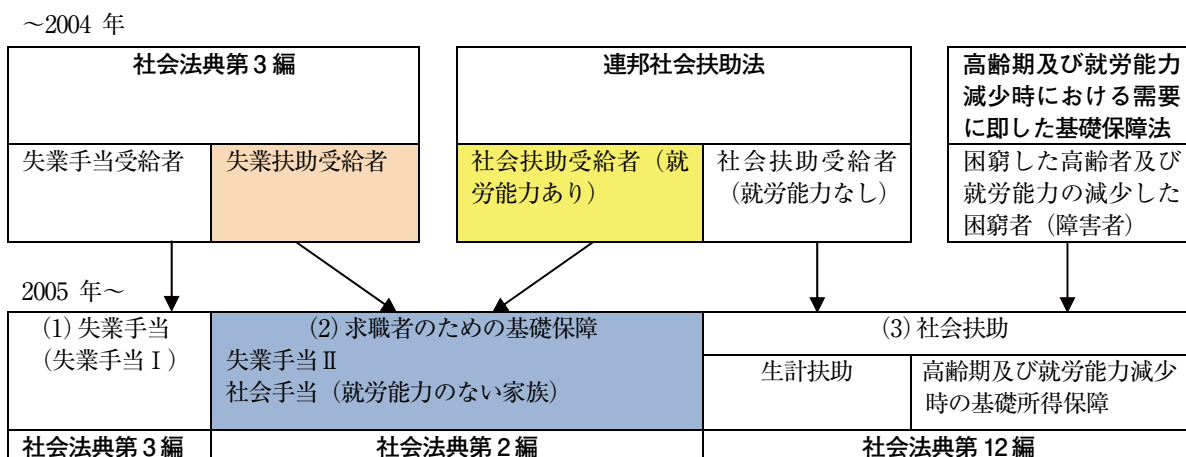 ～2004 年
社会法典第３編
連邦社会扶助法
高齢期及び就労能力
減少時における需要
に即した基礎保障法
失業手当受給者
失業扶助受給者
社会扶助受給者（就
労能力あり）
社会扶助受給者
（就労能力なし）
困窮した高齢者及び
就労能力の減少した
困窮者（障害者）
2005 年～
(1) 失業手当
（失業手当Ⅰ）
(2) 求職者のための基礎保障
失業手当Ⅱ
社会手当（就労能力のない家族）
(3) 社会扶助
生計扶助
高齢期及び就労能力減少
時の基礎所得保障
社会法典第３編
社会法典第２編
社会法典第 12 編